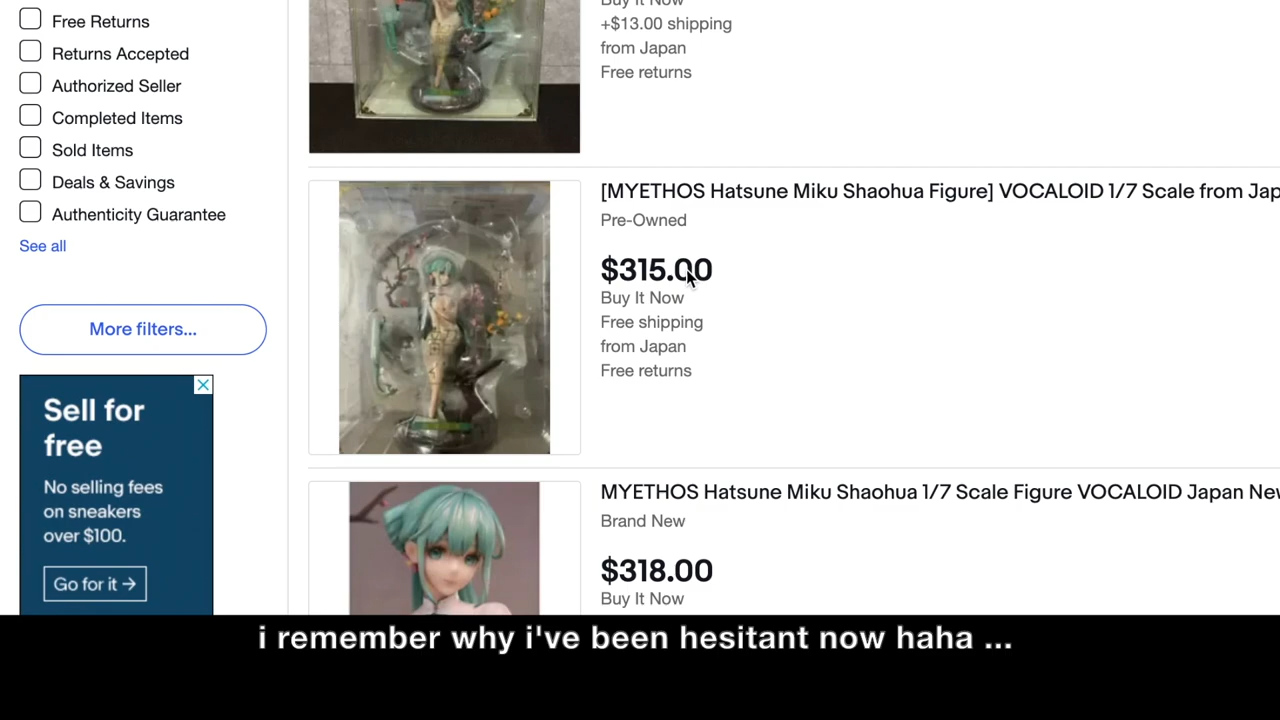 Free Returns
Returns Accepted
Authorized Seller
Completed Items
Sold Items
Deals & Savings
Authenticity Guarantee
See all
More filters...
Sell for
free
No selling fees
on sneakers
over $100.
Go for it →
Buy It Now
+$13.00 shipping
from Japan
Free returns
[MYETHOS Hatsune Miku Shaohua Figure] VOCALOID 1/7 Scale from Jap
Pre-Owned
$315.00
Buy It Now
Free shipping
from Japan
Free returns
MYETHOS Hatsune Miku Shaohua 1/7 Scale Figure VOCALOID Japan New
Brand New
$318.00
Buy It Now
i remember why i've been hesitant now haha ...